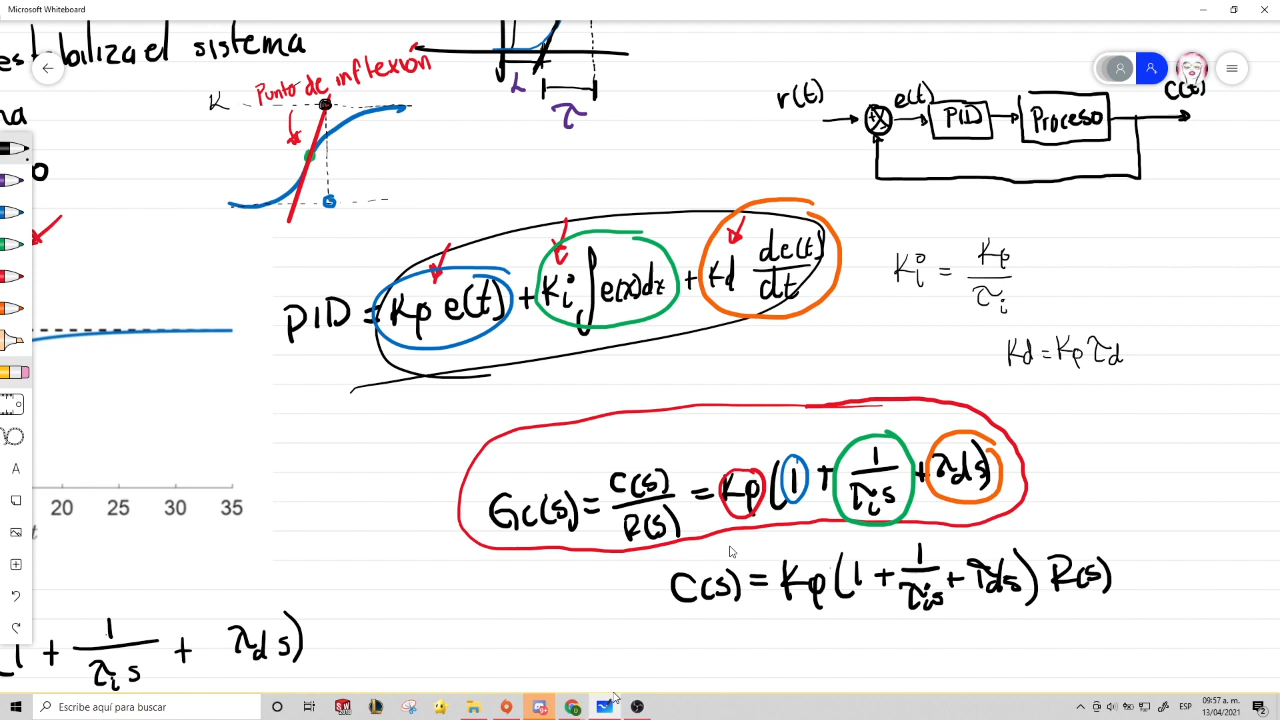 Microsoft Whiteboard
estabiliza el sistema
Punto de inflexión
K
L
τ
r(t)
e(t)
PID
Proceso
C(t)
PID = Kp e(t) + Ki ∫ e(x)dx + Kd de(t)/dt
Ki = Kp/τi
Kd = Kp τd
Gc(s) = C(s)/R(s) = Kp(1 + 1/τi s + τd s)
C(s) = Kp(1 + 1/τi s + τd s) R(s)
20 25 30 35
t
(1 + 1/τi s + τd s)
Escribe aquí para buscar
ESP
09:57 a. m.
13/04/2021